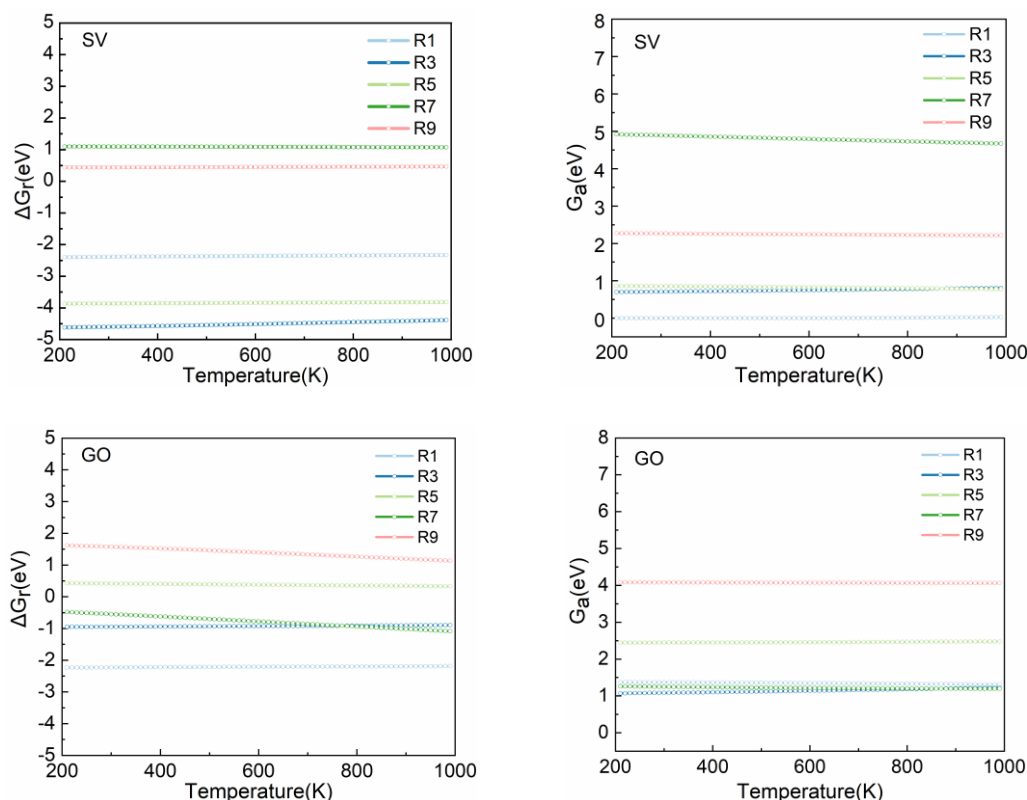 SV
R1
R3
R5
R7
R9
5
4
3
2
1
0
-1
-2
-3
-4
-5
ΔGr(eV)
200 400 600 800 1000
Temperature(K)
SV
R1
R3
R5
R7
R9
8
7
6
5
4
3
2
1
0
Ga(eV)
200 400 600 800 1000
Temperature(K)
GO
R1
R3
R5
R7
R9
5
4
3
2
1
0
-1
-2
-3
-4
-5
ΔGr(eV)
200 400 600 800 1000
Temperature(K)
GO
R1
R3
R5
R7
R9
8
7
6
5
4
3
2
1
0
Ga(eV)
200 400 600 800 1000
Temperature(K)